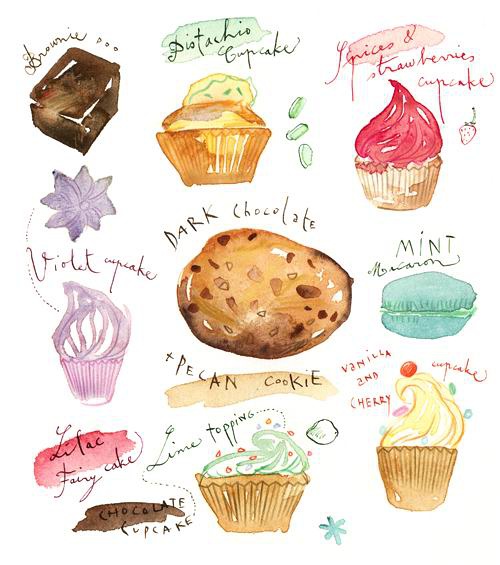 Brownie ...
Pistachio
Cupcake
Spices &
strawberries
cupcake
Violet cupcake
DARK Chocolate
+ PECAN COOKIE
MINT
Macaron
VANILLA
AND
CHERRY
cupcake
Lilac
Fairy cake
Lime topping
CHOCOLATE
CUPCAKE